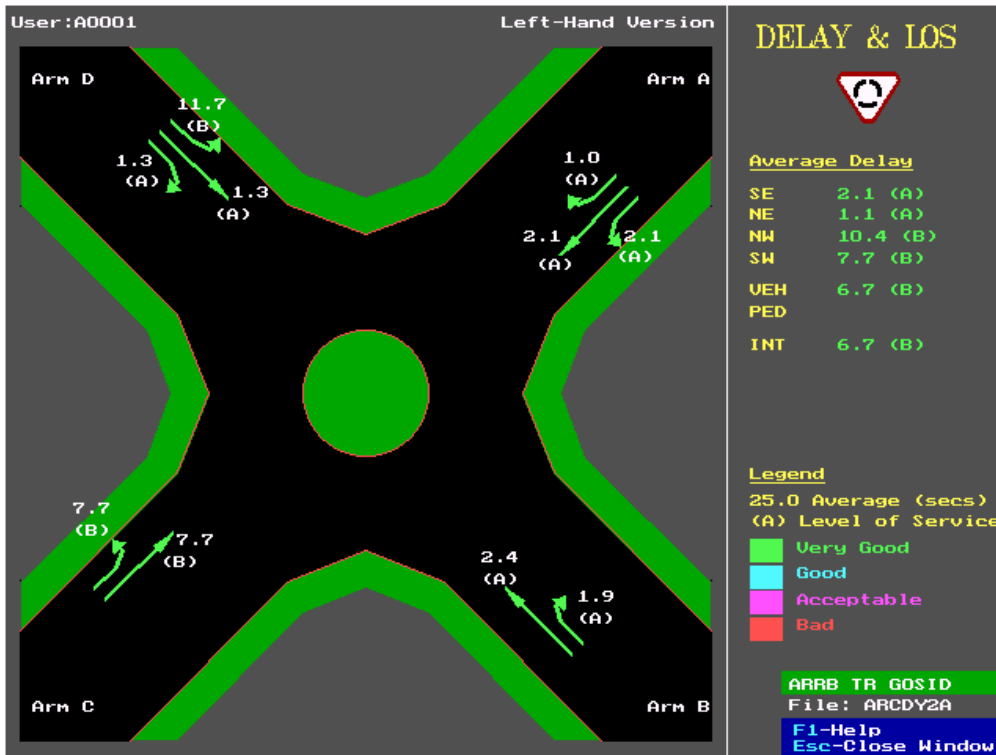 User:A0001
Left-Hand Version
DELAY & LOS
Arm D
Arm A
11.7
(B)
1.3
(A)
1.3
(A)
1.0
(A)
2.1
(A)
2.1
(A)
Average Delay
SE 2.1 (A)
NE 1.1 (A)
NW 10.4 (B)
SW 7.7 (B)
VEH 6.7 (B)
PED
INT 6.7 (B)
7.7
(B)
7.7
(B)
2.4
(A)
1.9
(A)
Arm C
Arm B
Legend
25.0 Average (secs)
(A) Level of Service
Very Good
Good
Acceptable
Bad
ARRB TR GOSID
File: ARCDY2A
F1-Help
Esc-Close Window